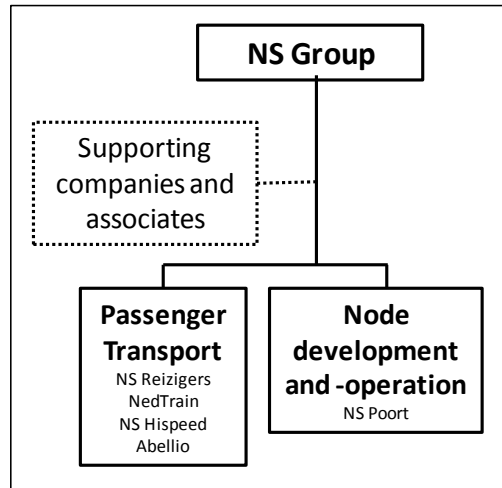 NS Group
Supporting
companies and
associates
Passenger
Transport
NS Reizigers
NedTrain
NS Hispeed
Abellio
Node
development
and -operation
NS Poort